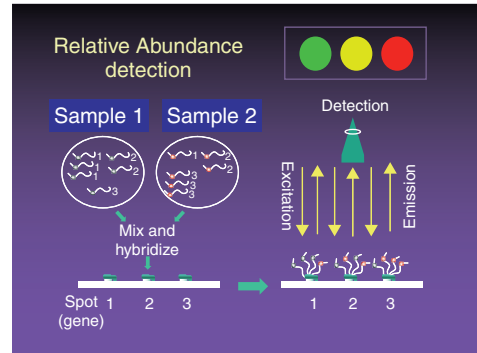 Relative Abundance
detection
Sample 1
Sample 2
1
1
1
2
2
3
1
2
2
3
3
3
Mix and
hybridize
Spot
(gene)
1 2 3
Detection
Excitation
Emission
1 2 3